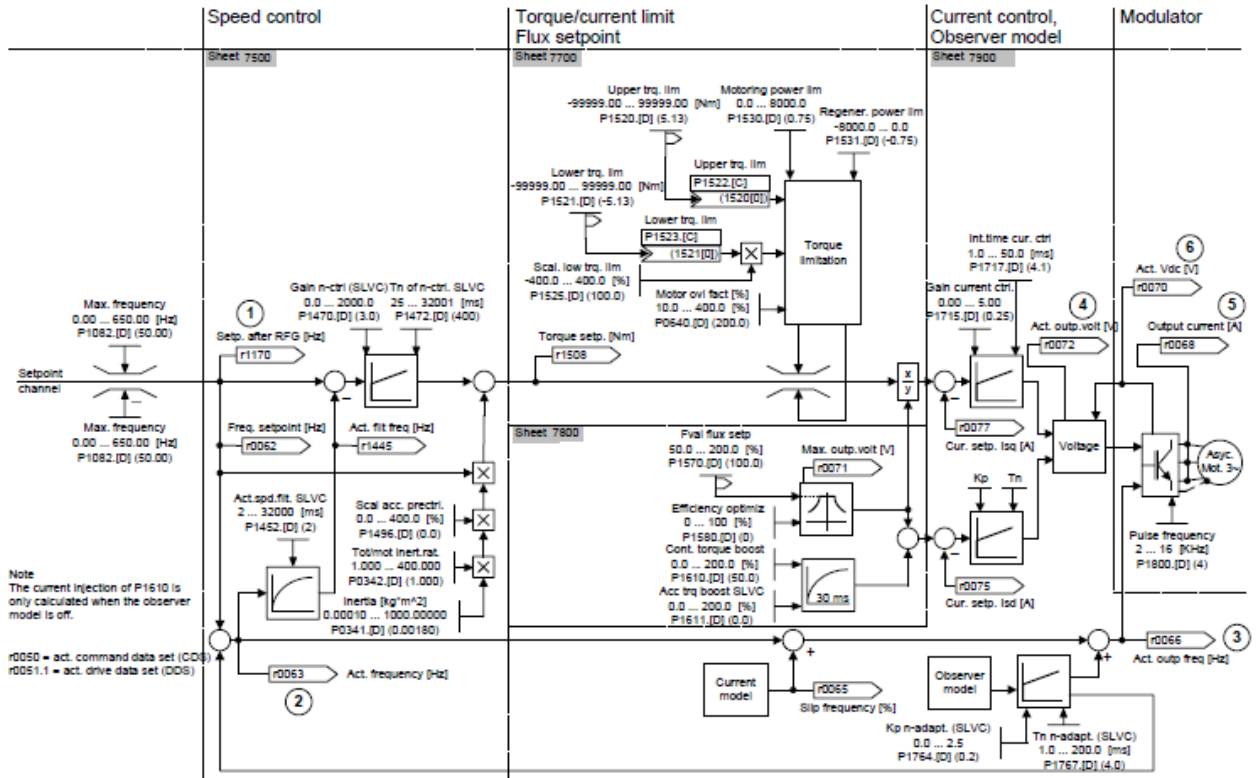 Speed control
Torque/current limit
Flux setpoint
Current control,
Observer model
Modulator
Sheet 7500
Sheet 7700
Sheet 7900
Upper trq. lim
-99999.00 ... 99999.00 [Nm]
P1520.[D] (5.13)
Motoring power lim
0.0 ... 8000.0
P1530.[D] (0.75)
Regener. power lim
-8000.0 ... 0.0
P1531.[D] (-0.75)
Lower trq. lim
-99999.00 ... 99999.00 [Nm]
P1521.[D] (-5.13)
Upper trq. lim
P1522.[C]
(1520[0])
Lower trq. lim
P1523.[C]
(1521[0])
Torque
limitation
Scal. low trq. lim
-400.0 ... 400.0 [%]
P1525.[D] (100.0)
Motor ovl fact [%]
10.0 ... 400.0 [%]
P0640.[D] (200.0)
Int.time cur. ctrl
1.0 ... 50.0 [ms]
P1717.[D] (4.1)
Gain current ctrl.
0.00 ... 5.00
P1715.[D] (0.25)
6
Act. Vdc [V]
r0070
4
Act. outp.volt [V]
r0072
5
Output current [A]
r0068
Max. frequency
0.00 ... 650.00 [Hz]
P1082.[D] (50.00)
1
Setp. after RFG [Hz]
r1170
Gain n-ctrl (SLVC)
0.0 ... 2000.0
P1470.[D] (3.0)
Tn of n-ctrl. SLVC
25 ... 32001 [ms]
P1472.[D] (400)
Torque setp. [Nm]
r1508
Setpoint
channel
x
y
Max. frequency
0.00 ... 650.00 [Hz]
P1082.[D] (50.00)
Freq. setpoint [Hz]
r0062
Act. flt freq [Hz]
r1445
Sheet 7800
Fval flux setp
50.0 ... 200.0 [%]
P1570.[D] (100.0)
Max. outp.volt [V]
r0071
r0077
Cur. setp. Isq [A]
Voltage
Async.
Mot. 3~
Act.spd.flt. SLVC
2 ... 32000 [ms]
P1452.[D] (2)
Scal acc. prectrl.
0.0 ... 400.0 [%]
P1496.[D] (0.0)
Tot/mot inert.rat.
1.000 ... 400.000
P0342.[D] (1.000)
Inertia [kg*m^2]
0.00010 ... 1000.00000
P0341.[D] (0.00180)
Efficiency optimiz
0 ... 100 [%]
P1580.[D] (0)
Cont. torque boost
0.0 ... 200.0 [%]
P1610.[D] (50.0)
Acc trq boost SLVC
0.0 ... 200.0 [%]
P1611.[D] (0.0)
30 ms
Kp
Tn
Pulse frequency
2 ... 16 [KHz]
P1800.[D] (4)
r0075
Cur. setp. Isd [A]
Note
The current injection of P1610 is
only calculated when the observer
model is off.
r0050 = act. command data set (CDS)
r0051.1 = act. drive data set (DDS)
r0063
Act. frequency [Hz]
2
Current
model
r0065
Slip frequency [%]
Observer
model
r0066
Act. outp freq [Hz]
3
Kp n-adapt. (SLVC)
0.0 ... 2.5
P1764.[D] (0.2)
Tn n-adapt. (SLVC)
1.0 ... 200.0 [ms]
P1767.[D] (4.0)